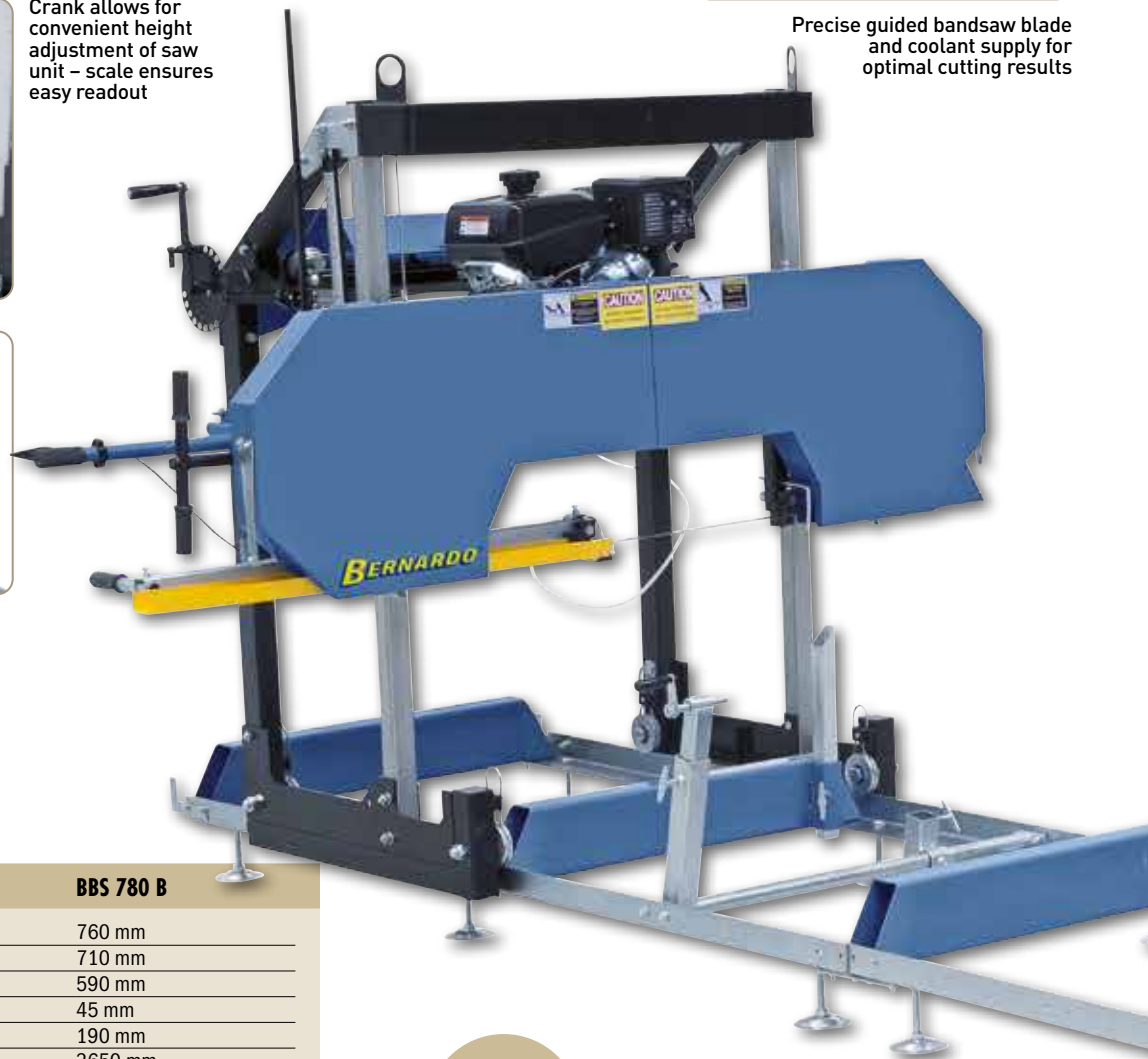 Crank allows for
convenient height
adjustment of saw
unit – scale ensures
easy readout
Precise guided bandsaw blade
and coolant supply for
optimal cutting results
CAUTION
CAUTION
BERNARDO
BBS 780 B
760 mm
710 mm
590 mm
45 mm
190 mm